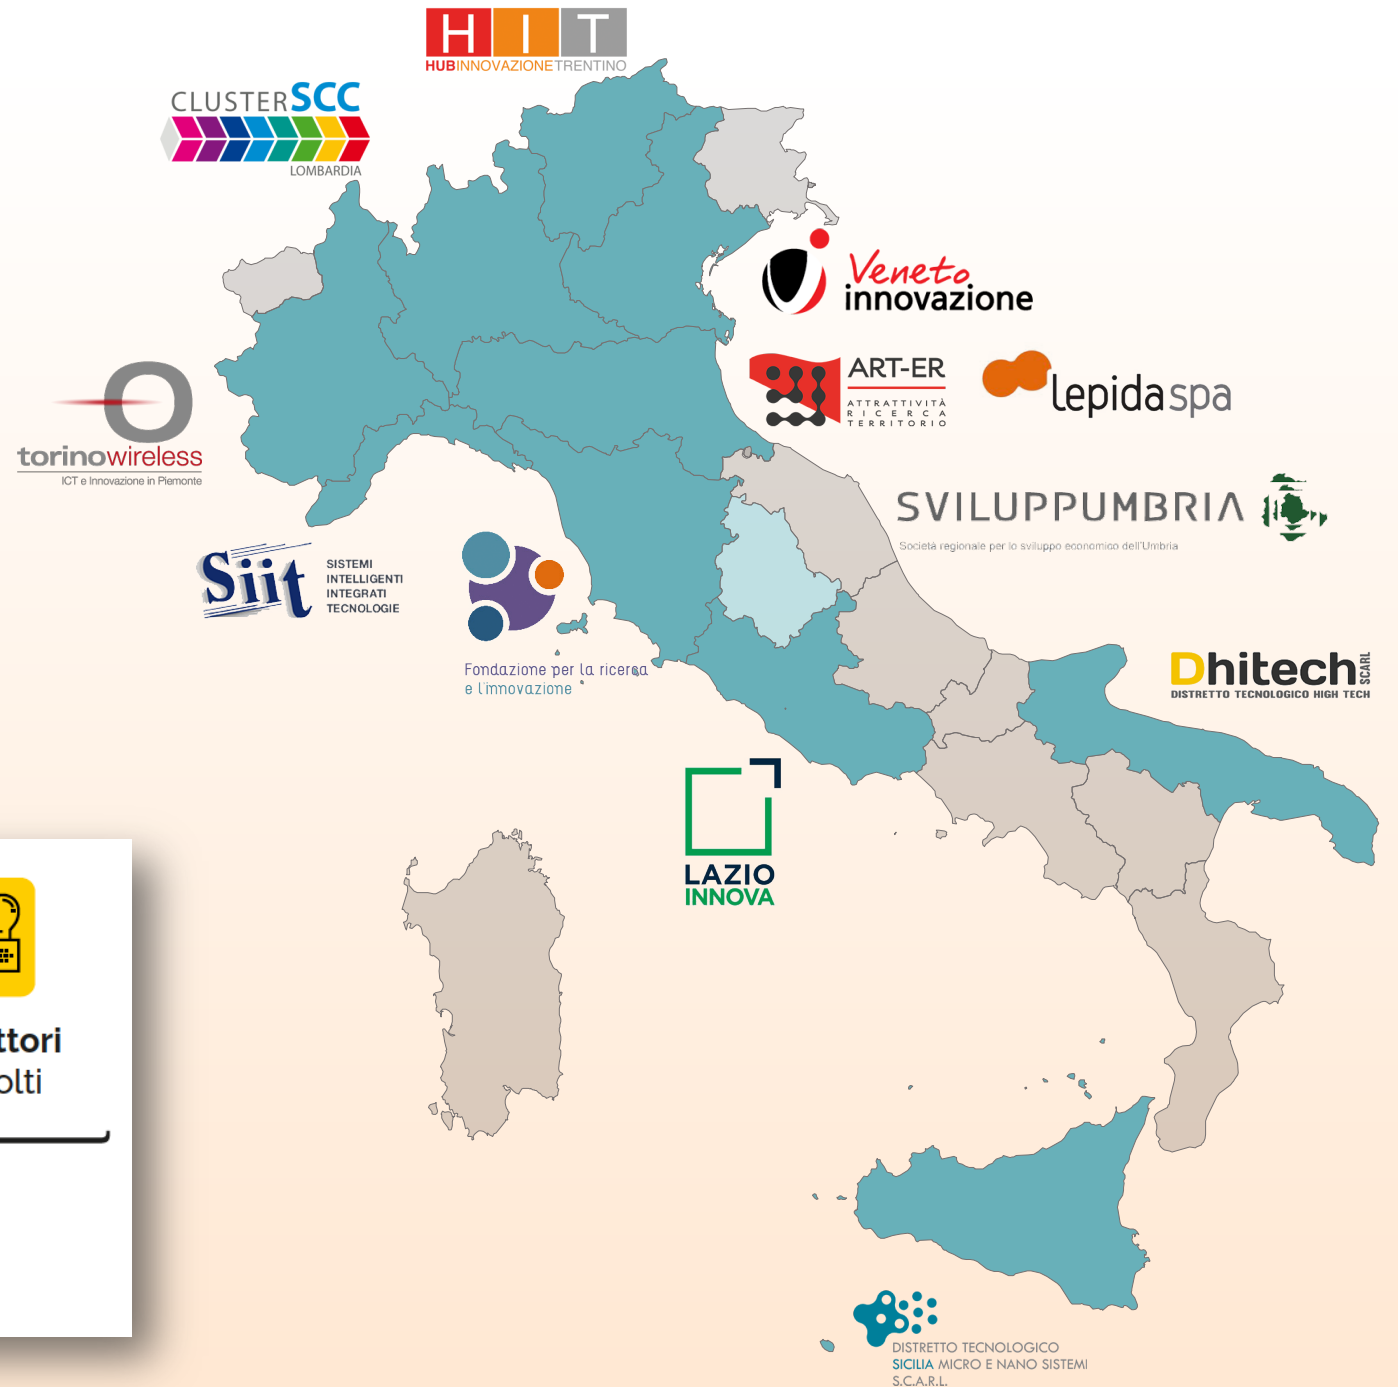 HIT
HUBINNOVAZIONETRENTINO
CLUSTERSCC
LOMBARDIA
Veneto
innovazione
ART-ER
ATTRATTIVITÀ
RICERCA
TERRITORIO
lepidaspa
torinowireless
ICT e Innovazione in Piemonte
SVILUPPUMBRIA
Società regionale per lo sviluppo economico dell'Umbria
Siit
SISTEMI
INTELLIGENTI
INTEGRATI
TECNOLOGIE
Fondazione per la ricerca
e l'innovazione
Dhitech SCARL
DISTRETTO TECNOLOGICO HIGH TECH
LAZIO
INNOVA
ttori
olti
DISTRETTO TECNOLOGICO
SICILIA MICRO E NANO SISTEMI
S.C.A.R.L.